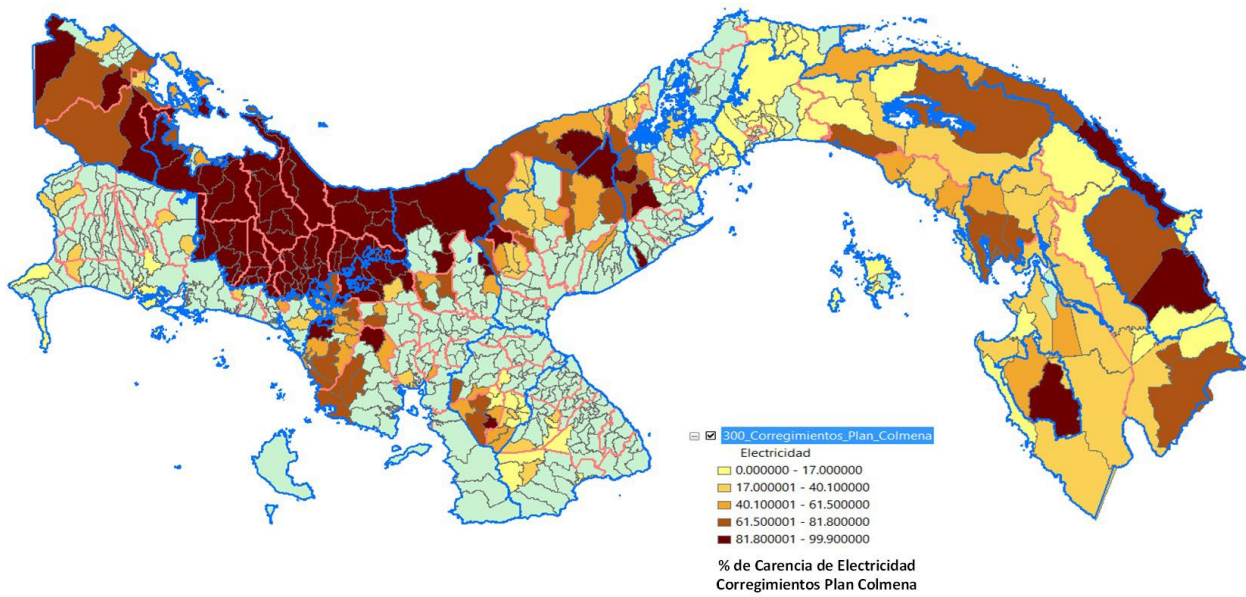 300_Corregimientos_Plan_Colmena
Electricidad
0.000000 - 17.000000
17.000001 - 40.100000
40.100001 - 61.500000
61.500001 - 81.800000
81.800001 - 99.900000
% de Carencia de Electricidad
Corregimientos Plan Colmena